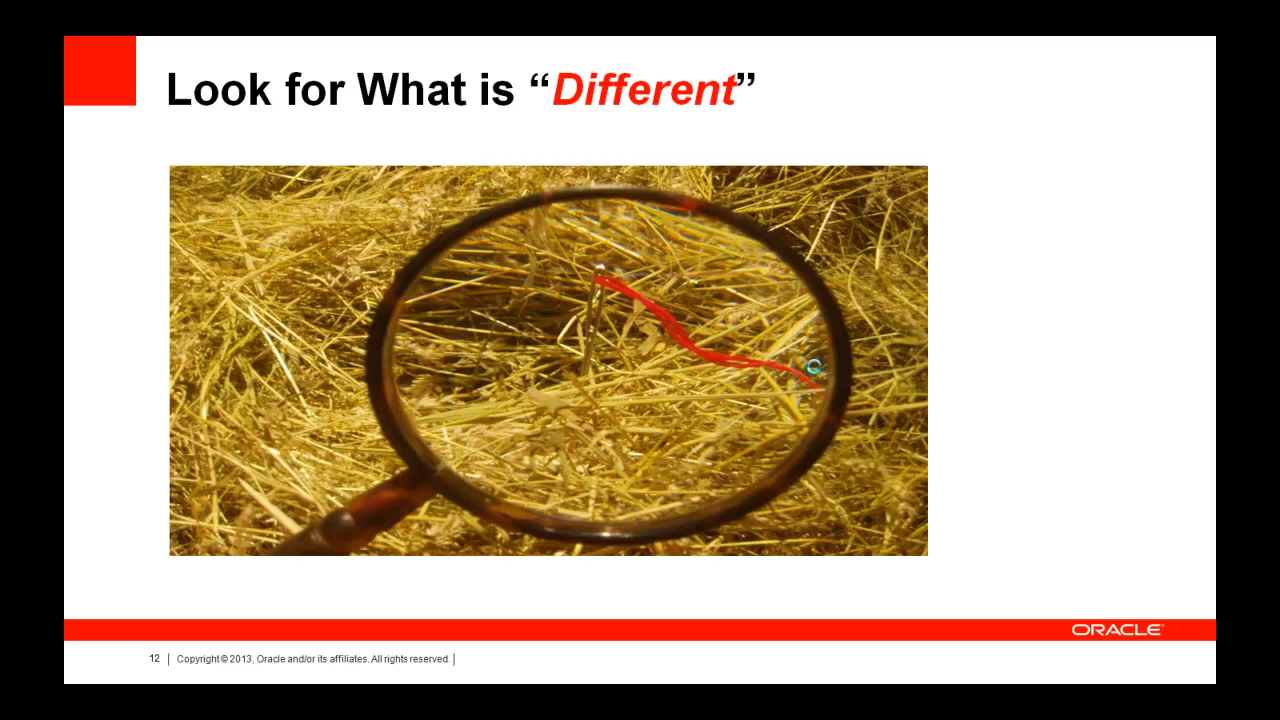 Look for What is “Different”
ORACLE
12 | Copyright © 2013, Oracle and/or its affiliates. All rights reserved. |